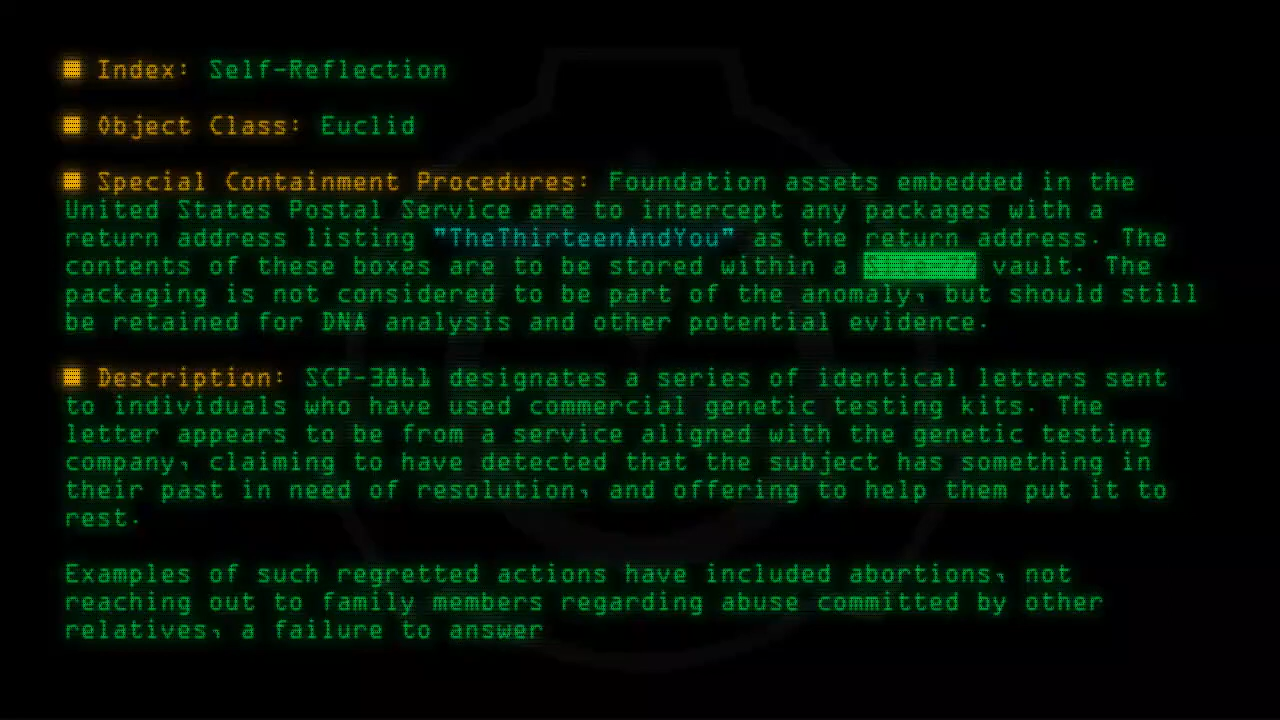 Index: Self-Reflection
Object Class: Euclid
Special Containment Procedures: Foundation assets embedded in the
United States Postal Service are to intercept any packages with a
return address listing "TheThirteenAndYou" as the return address. The
contents of these boxes are to be stored within a vault. The
packaging is not considered to be part of the anomaly, but should still
be retained for DNA analysis and other potential evidence.
Description: SCP-3861 designates a series of identical letters sent
to individuals who have used commercial genetic testing kits. The
letter appears to be from a service aligned with the genetic testing
company, claiming to have detected that the subject has something in
their past in need of resolution, and offering to help them put it to
rest.
Examples of such regretted actions have included abortions, not
reaching out to family members regarding abuse committed by other
relatives, a failure to answer